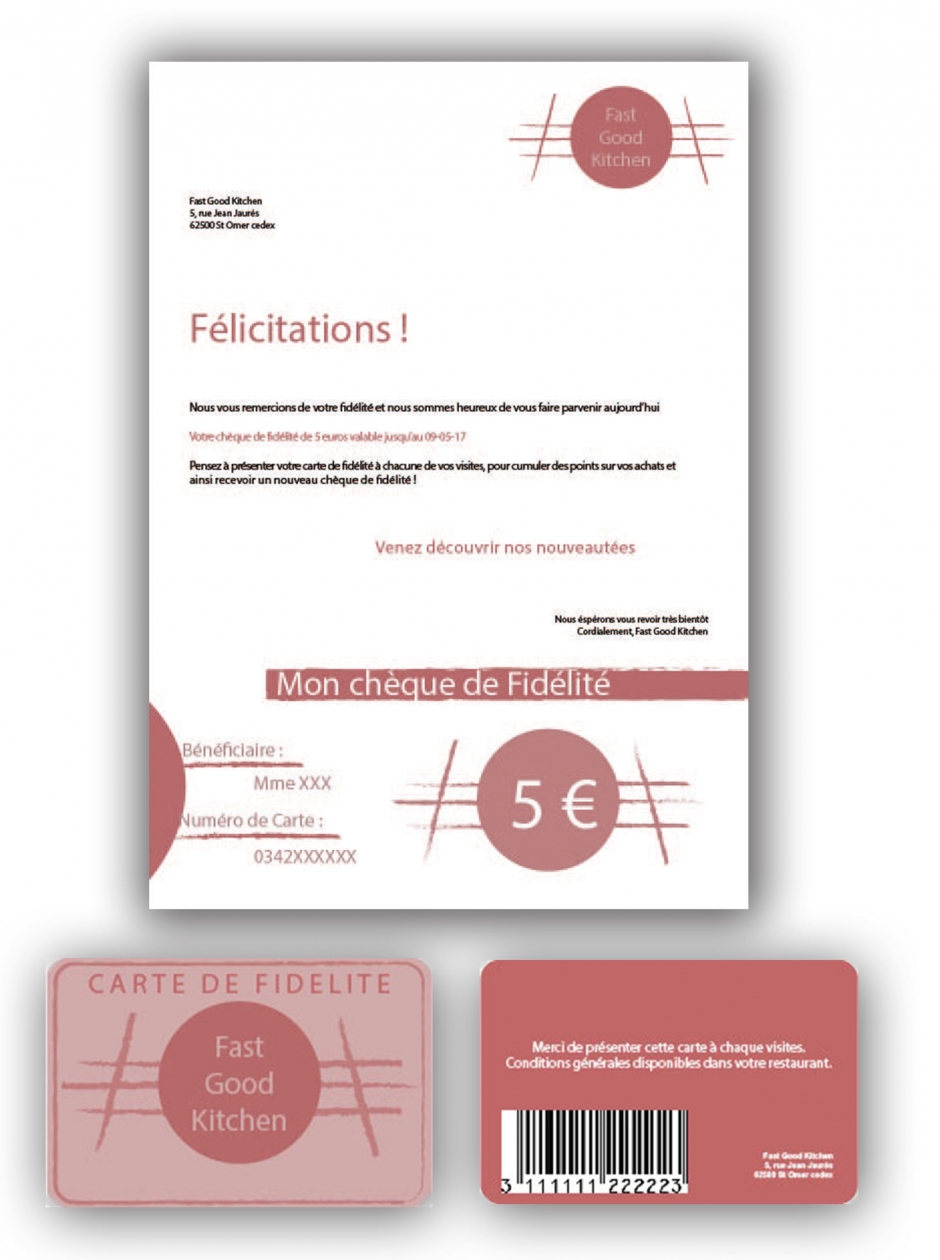 Fast
Good
Kitchen
Fast Good Kitchen
5, rue Jean Jaurés
62500 St Omer cedex
Félicitations !
Nous vous remercions de votre fidélité et nous sommes heureux de vous faire parvenir aujourd'hui
Votre chèque de fidélité de 5 euros valable jusqu'au 09-05-17
Pensez à présenter votre carte de fidélité à chacune de vos visites, pour cumuler des points sur vos achats et
ainsi recevoir un nouveau chèque de fidélité !
Venez découvrir nos nouveautées
Nous éspérons vous revoir très bientôt
Cordialement, Fast Good Kitchen
Mon chèque de Fidélité
Bénéficiaire :
Mme XXX
Numéro de Carte :
0342XXXXXX
5 €
CARTE DE FIDELITE
Fast
Good
Kitchen
Merci de présenter cette carte à chaque visites.
Conditions générales disponibles dans votre restaurant.
3 111111 222223
Fast Good Kitchen
5, rue Jean Jaurés
62500 St Omer cedex